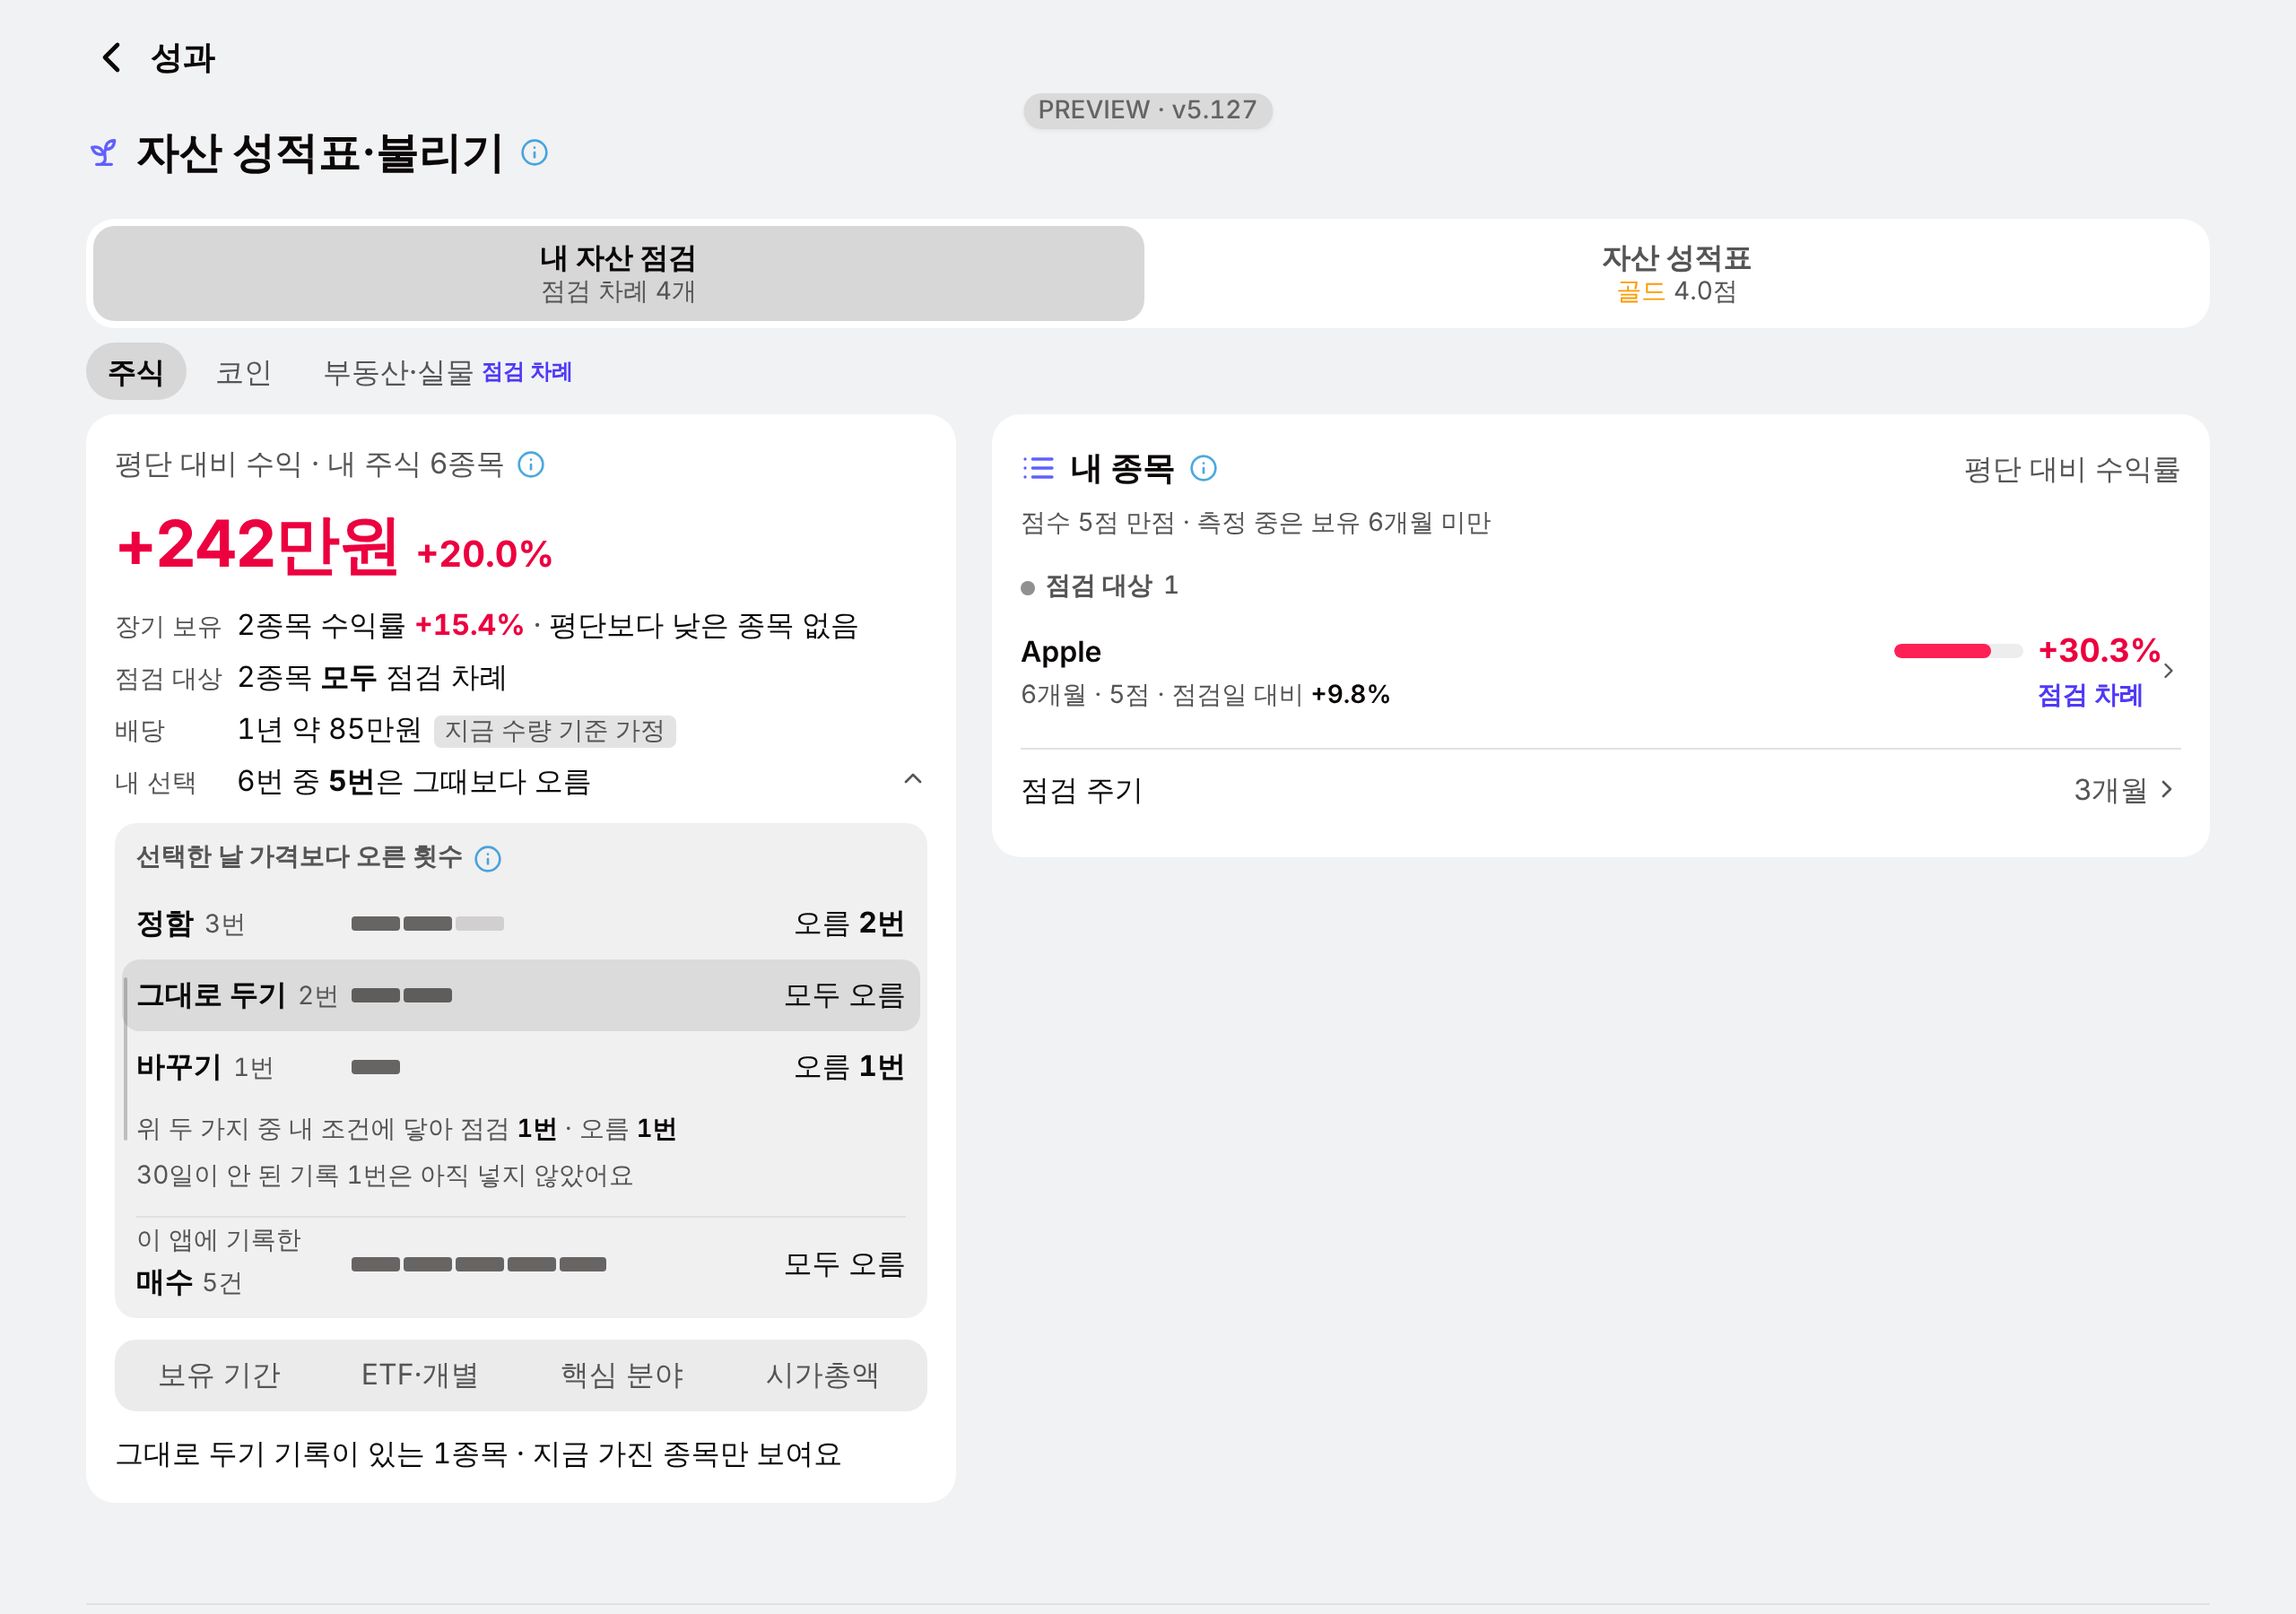 성과
PREVIEW · v5.127
자산 성적표·불리기
내 자산 점검
점검 차례 4개
자산 성적표
골드 4.0점
주식
코인
부동산·실물 점검 차례
평단 대비 수익 · 내 주식 6종목
+242만원 +20.0%
장기 보유 2종목 수익률 +15.4% · 평단보다 낮은 종목 없음
점검 대상 2종목 모두 점검 차례
배당 1년 약 85만원 지금 수량 기준 가정
내 선택 6번 중 5번은 그때보다 오름
선택한 날 가격보다 오른 횟수
정함 3번 오름 2번
그대로 두기 2번 모두 오름
바꾸기 1번 오름 1번
위 두 가지 중 내 조건에 닿아 점검 1번 · 오름 1번
30일이 안 된 기록 1번은 아직 넣지 않았어요
이 앱에 기록한
매수 5건 모두 오름
보유 기간 ETF·개별 핵심 분야 시가총액
그대로 두기 기록이 있는 1종목 · 지금 가진 종목만 보여요
내 종목 평단 대비 수익률
점수 5점 만점 · 측정 중은 보유 6개월 미만
점검 대상 1
Apple +30.3%
6개월 · 5점 · 점검일 대비 +9.8% 점검 차례
점검 주기 3개월